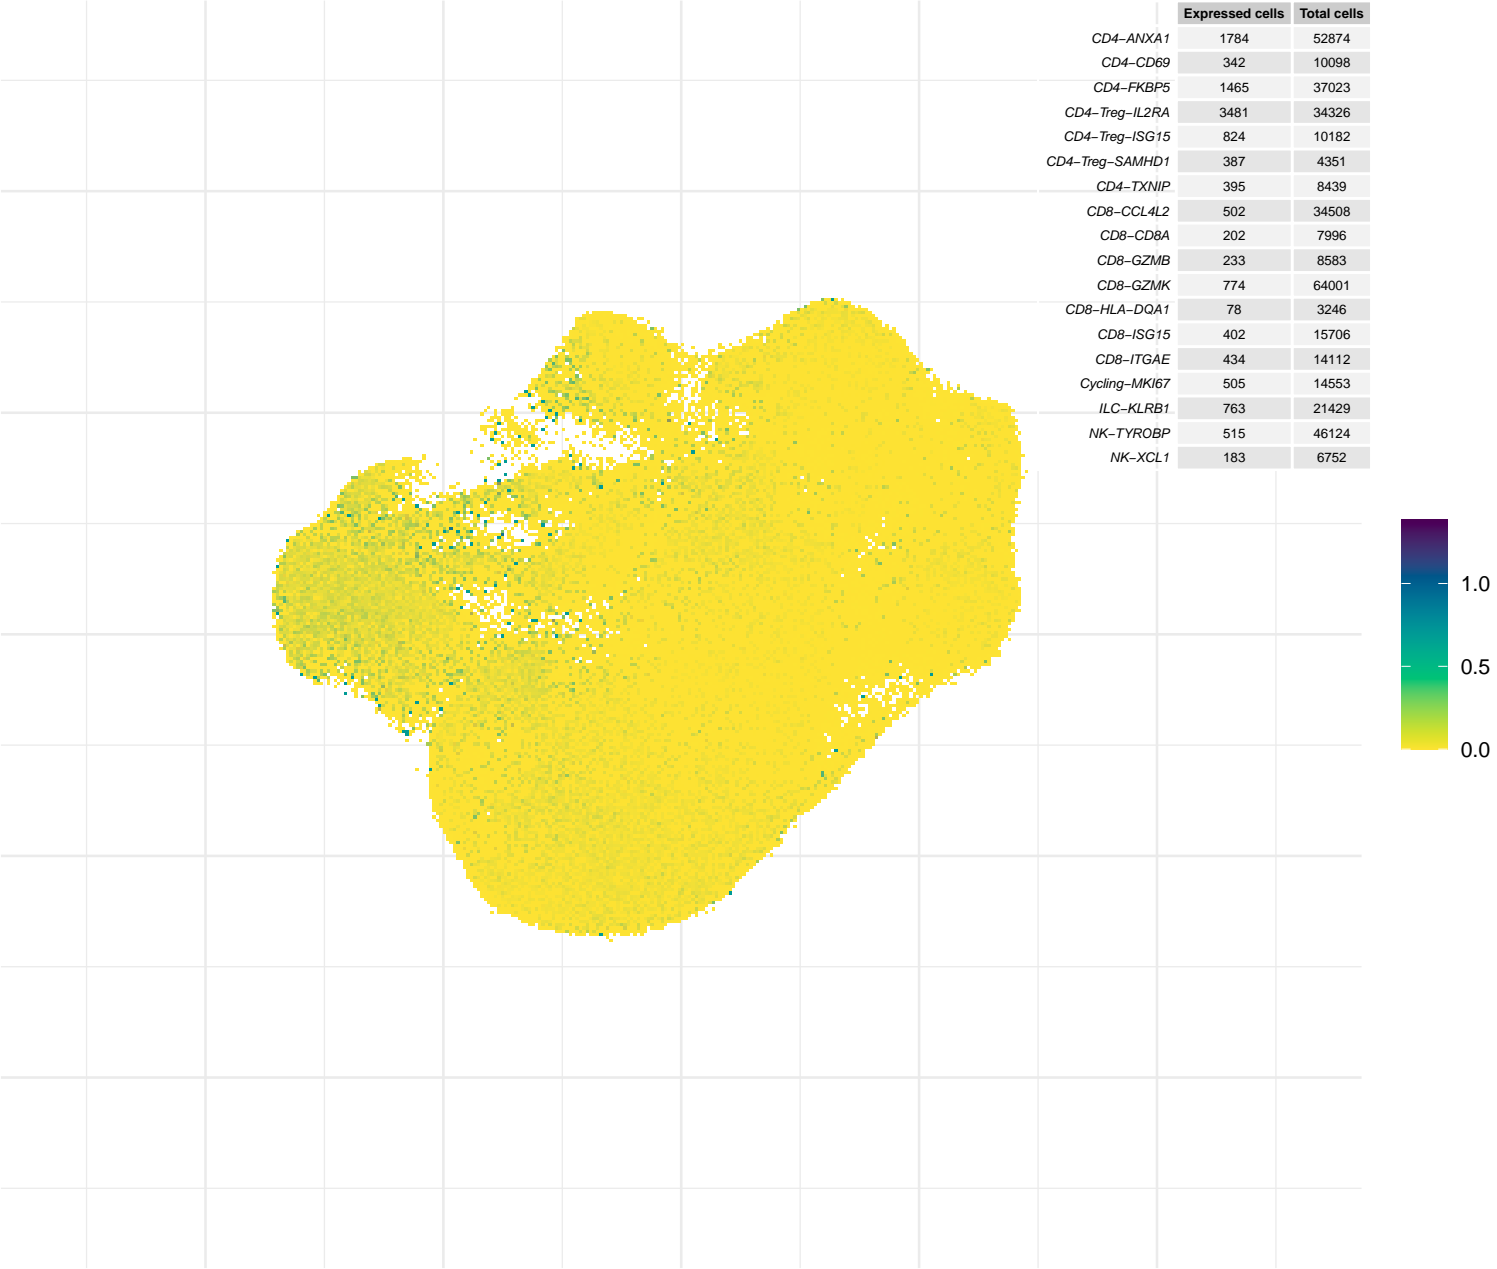 Expressed cells Total cells
CD4−ANXA1 1784 52874
CD4−CD69 342 10098
CD4−FKBP5 1465 37023
CD4−Treg−IL2RA 3481 34326
CD4−Treg−ISG15 824 10182
CD4−Treg−SAMHD1 387 4351
CD4−TXNIP 395 8439
CD8−CCL4L2 502 34508
CD8−CD8A 202 7996
CD8−GZMB 233 8583
CD8−GZMK 774 64001
CD8−HLA−DQA1 78 3246
CD8−ISG15 402 15706
CD8−ITGAE 434 14112
Cycling−MKI67 505 14553
ILC−KLRB1 763 21429
NK−TYROBP 515 46124
NK−XCL1 183 6752
1.0
0.5
0.0